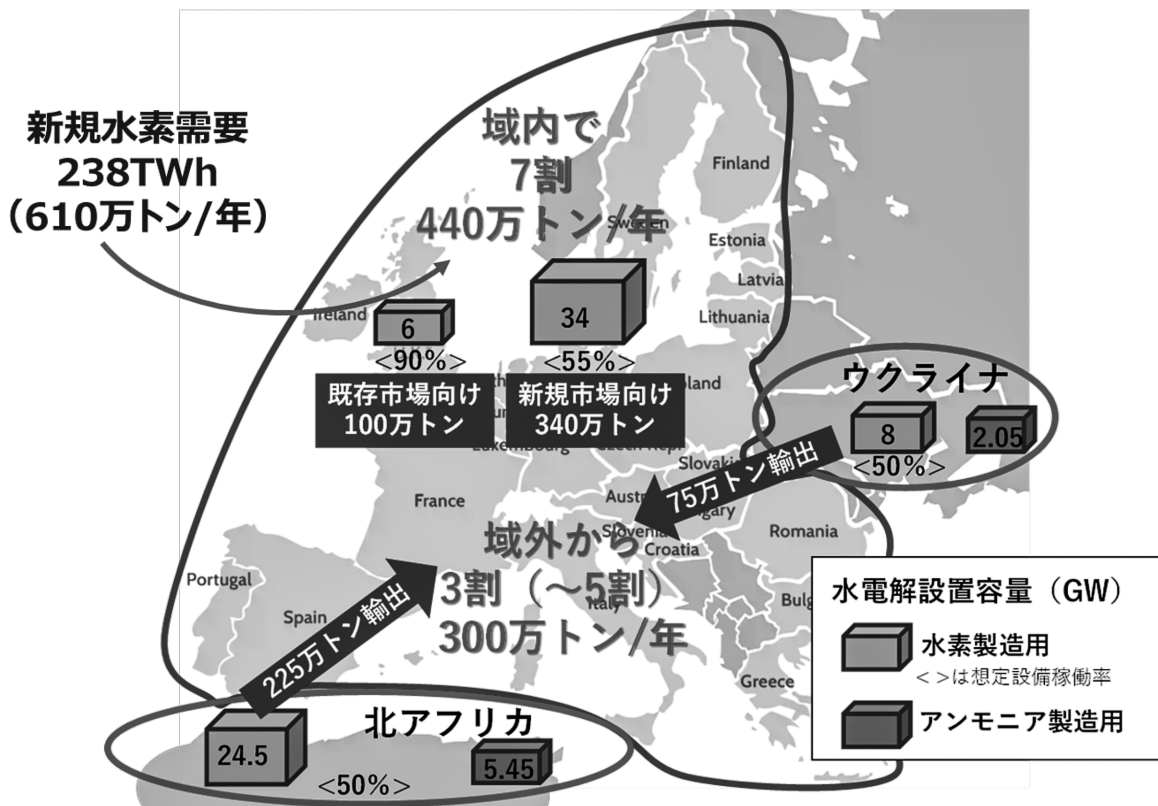 新規水素需要
238TWh
（610万トン/年）
域内で
7割
440万トン/年
Finland
Sweden
Estonia
Latvia
Lithuania
Ireland
6
<90%>
34
<55%>
既存市場向け
100万トン
新規市場向け
340万トン
ウクライナ
8
2.05
<50%>
75万トン輸出
Luxembourg
Czech Rep.
Slovakia
France
Slovenia
Croatia
Romania
域外から
3割（～5割）
300万トン/年
Italy
Portugal
Spain
225万トン輸出
Greece
北アフリカ
24.5
5.45
<50%>
水電解設置容量（GW）
水素製造用
< >は想定設備稼働率
アンモニア製造用